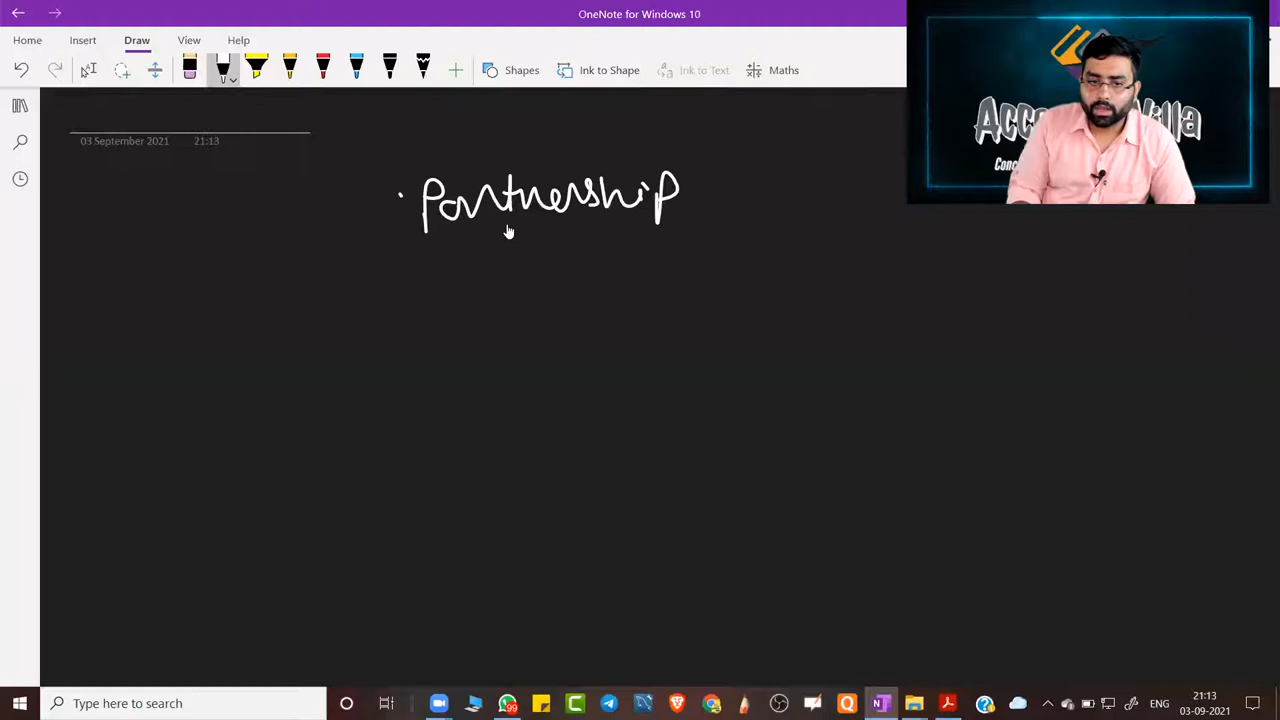 OneNote for Windows 10
Home Insert Draw View Help
Shapes Ink to Shape Ink to Text Maths
03 September 2021 21:13
Partnership
Type here to search
99
ENG
21:13
03-09-2021